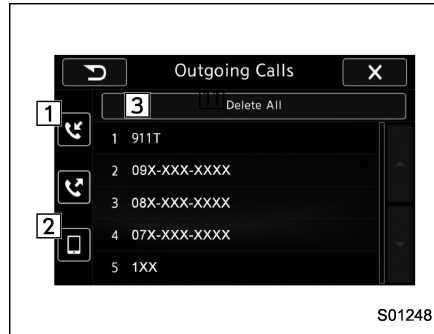 Outgoing Calls
1
3
Delete All
1 911T
2 09X-XXX-XXXX
3 08X-XXX-XXXX
2
4 07X-XXX-XXXX
5 1XX
S01248